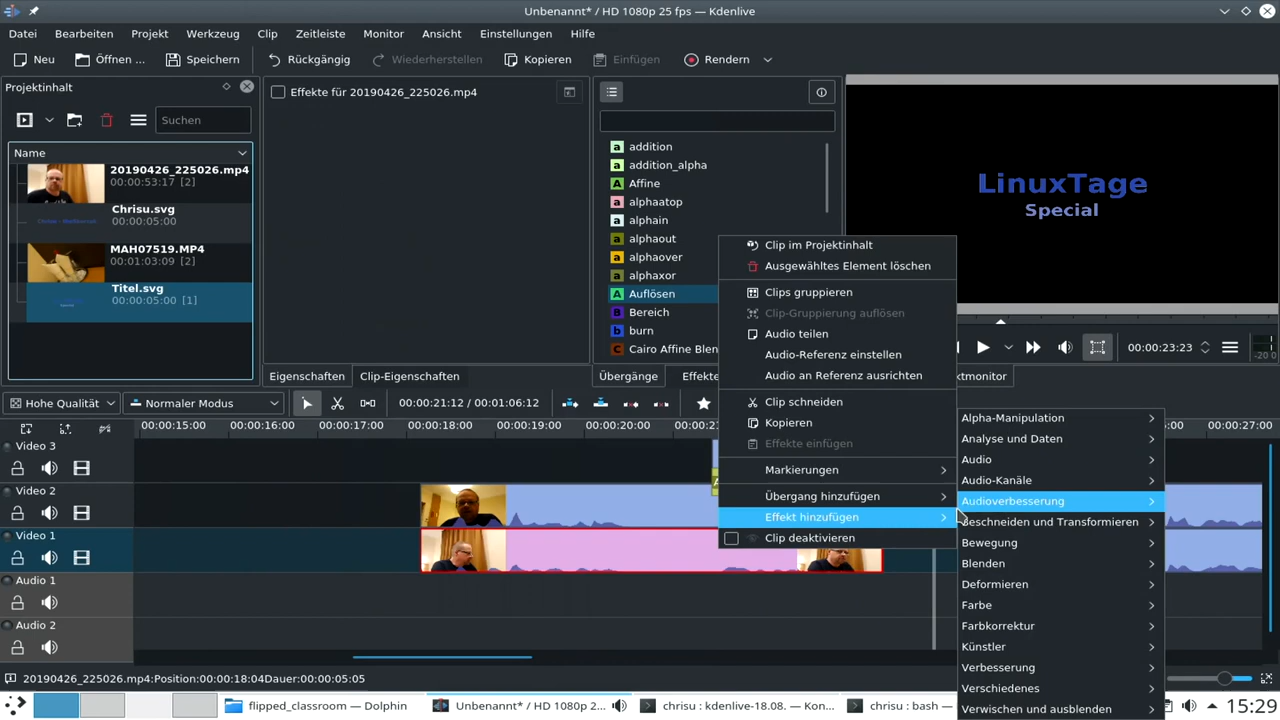 Unbenannt* / HD 1080p 25 fps — Kdenlive
Datei Bearbeiten Projekt Werkzeug Clip Zeitleiste Monitor Ansicht Einstellungen Hilfe
Neu Öffnen ... Speichern Rückgängig Wiederherstellen Kopieren Einfügen Rendern
Projektinhalt
Suchen
Name
20190426_225026.mp4
00:00:53:17 [2]
Chrisu.svg
00:00:05:00
MAH07519.MP4
00:01:03:09 [2]
Titel.svg
00:00:05:00 [1]
Effekte für 20190426_225026.mp4
Eigenschaften Clip-Eigenschaften
addition
addition_alpha
Affine
alphaatop
alphain
alphaout
alphaover
alphaxor
Auflösen
Bereich
burn
Cairo Affine Blen
Übergänge Effekte
LinuxTage
Special
00:00:23:23
-20 0
ktmonitor
Clip im Projektinhalt
Ausgewähltes Element löschen
Clips gruppieren
Clip-Gruppierung auflösen
Audio teilen
Audio-Referenz einstellen
Audio an Referenz ausrichten
Clip schneiden
Kopieren
Effekte einfügen
Markierungen
Übergang hinzufügen
Effekt hinzufügen
Clip deaktivieren
Alpha-Manipulation
Analyse und Daten
Audio
Audio-Kanäle
Audioverbesserung
Beschneiden und Transformieren
Bewegung
Blenden
Deformieren
Farbe
Farbkorrektur
Künstler
Verbesserung
Verschiedenes
Verwischen und ausblenden
Hohe Qualität Normaler Modus 00:00:21:12 / 00:01:06:12
00:00:15:00 00:00:16:00 00:00:17:00 00:00:18:00 00:00:19:00 00:00:20:00 00:00:2 00:00:27:00
Video 3
Video 2
Video 1
Audio 1
Audio 2
20190426_225026.mp4:Position:00:00:18:04Dauer:00:00:05:05
flipped_classroom — Dolphin Unbenannt* / HD 1080p 2... chrisu : kdenlive-18.08. — Kon... chrisu : bash — 15:29